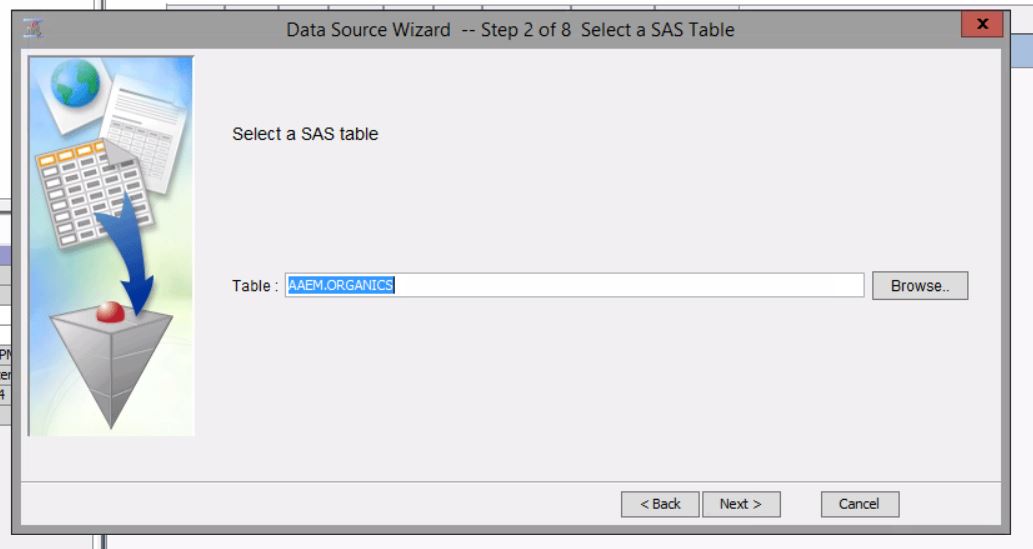 Data Source Wizard -- Step 2 of 8 Select a SAS Table
x
Select a SAS table
Table : AAEM.ORGANICS Browse..
< Back Next > Cancel